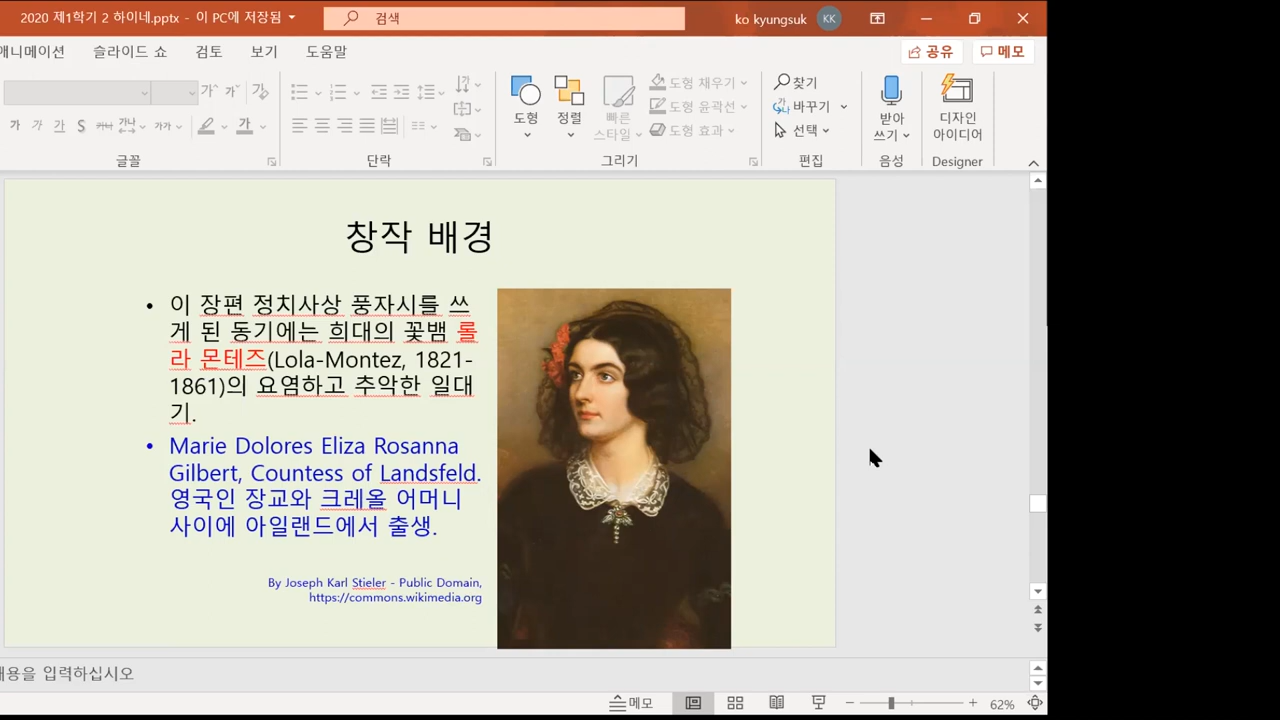 2020 제1학기 2 하이네.pptx - 이 PC에 저장됨
검색
ko kyungsuk
KK
애니메이션 슬라이드 쇼 검토 보기 도움말
공유
메모
도형
정렬
빠른
스타일
도형 채우기
도형 윤곽선
도형 효과
찾기
바꾸기
선택
받아
쓰기
디자인
아이디어
글꼴
단락
그리기
편집
음성
Designer
창작 배경
• 이 장편 정치사상 풍자시를 쓰
게 된 동기에는 희대의 꽃뱀 롤
라 몬테즈(Lola-Montez, 1821-
1861)의 요염하고 추악한 일대
기.
• Marie Dolores Eliza Rosanna
Gilbert, Countess of Landsfeld.
영국인 장교와 크레올 어머니
사이에 아일랜드에서 출생.
By Joseph Karl Stieler - Public Domain,
https://commons.wikimedia.org
내용을 입력하십시오
메모
62%